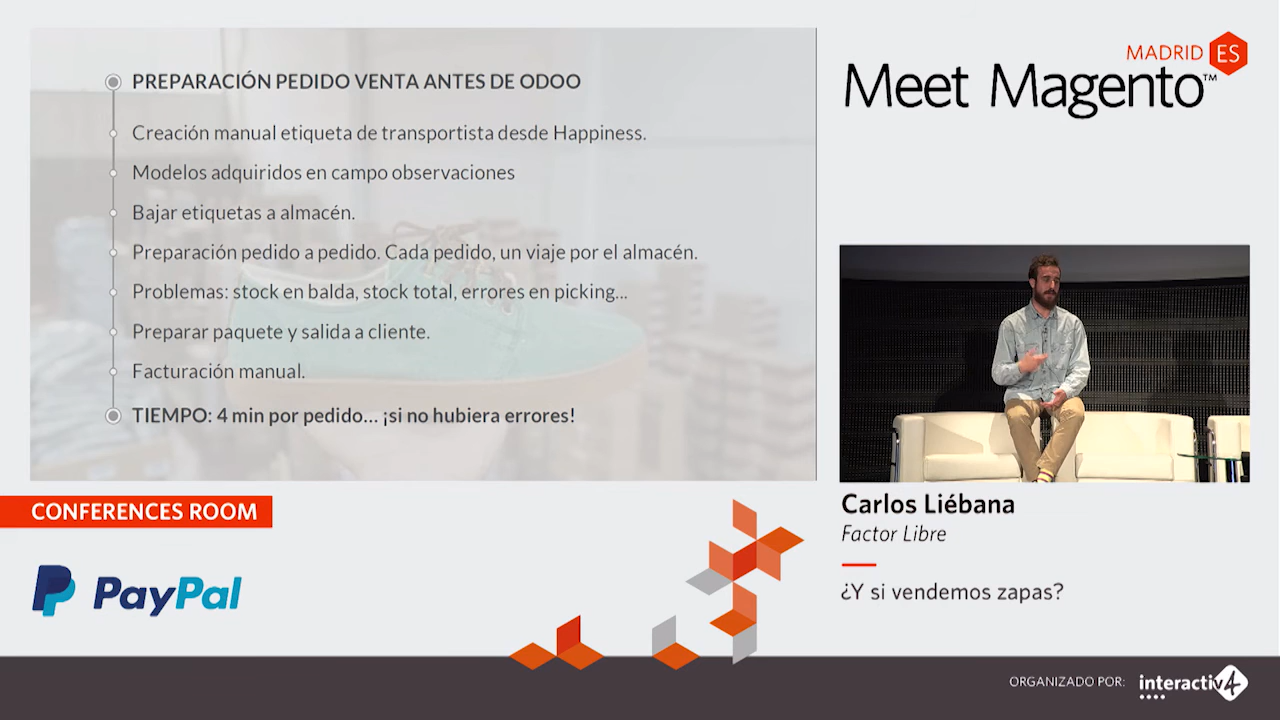 PREPARACIÓN PEDIDO VENTA ANTES DE ODOO
Creación manual etiqueta de transportista desde Happiness.
Modelos adquiridos en campo observaciones
Bajar etiquetas a almacén.
Preparación pedido a pedido. Cada pedido, un viaje por el almacén.
Problemas: stock en balda, stock total, errores en picking...
Preparar paquete y salida a cliente.
Facturación manual.
TIEMPO: 4 min por pedido... ¡si no hubiera errores!
MADRID ES
Meet Magento™
CONFERENCES ROOM
PayPal
Carlos Liébana
Factor Libre
¿Y si vendemos zapas?
ORGANIZADO POR: interactiv4